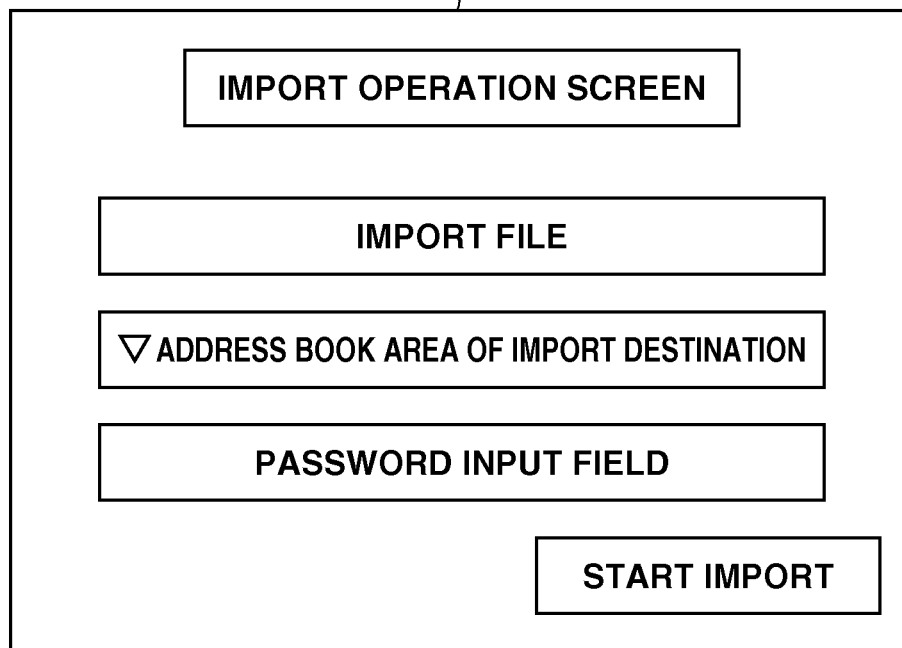 IMPORT OPERATION SCREEN
IMPORT FILE
▽ ADDRESS BOOK AREA OF IMPORT DESTINATION
PASSWORD INPUT FIELD
START IMPORT